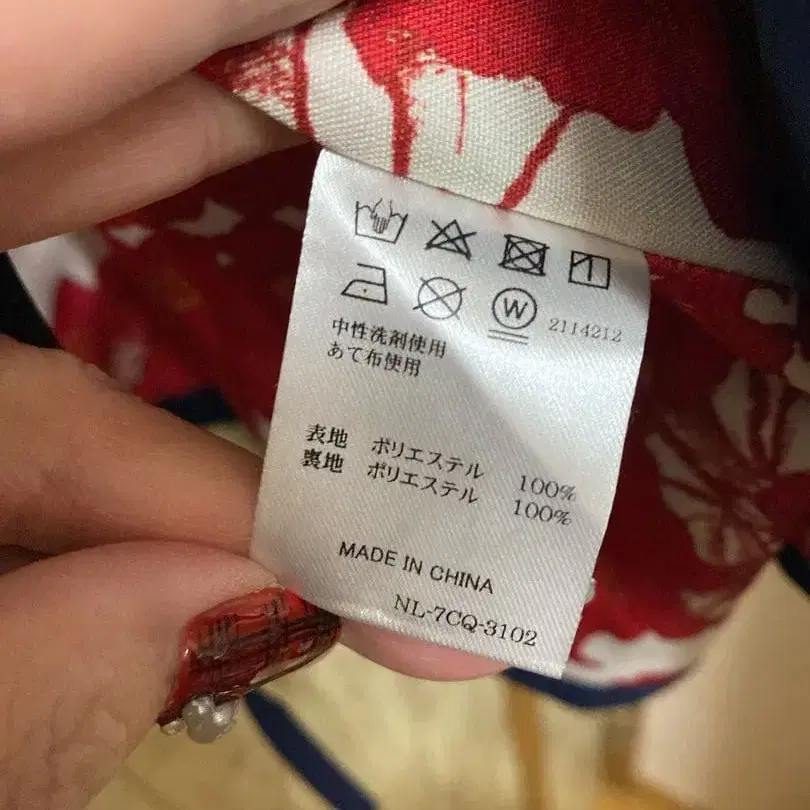 W 2114212
中性洗剤使用
あて布使用
表地 ポリエステル 100%
裏地 ポリエステル 100%
MADE IN CHINA
NL-7CQ-3102